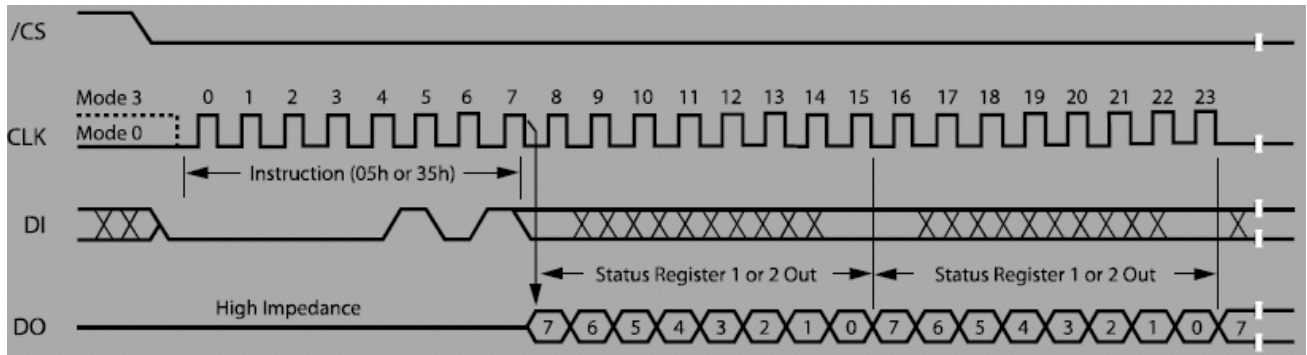 /CS
Mode 3 0 1 2 3 4 5 6 7 8 9 10 11 12 13 14 15 16 17 18 19 20 21 22 23
CLK Mode 0
Instruction (05h or 35h)
DI
Status Register 1 or 2 Out Status Register 1 or 2 Out
High Impedance
DO 7 6 5 4 3 2 1 0 7 6 5 4 3 2 1 0 7